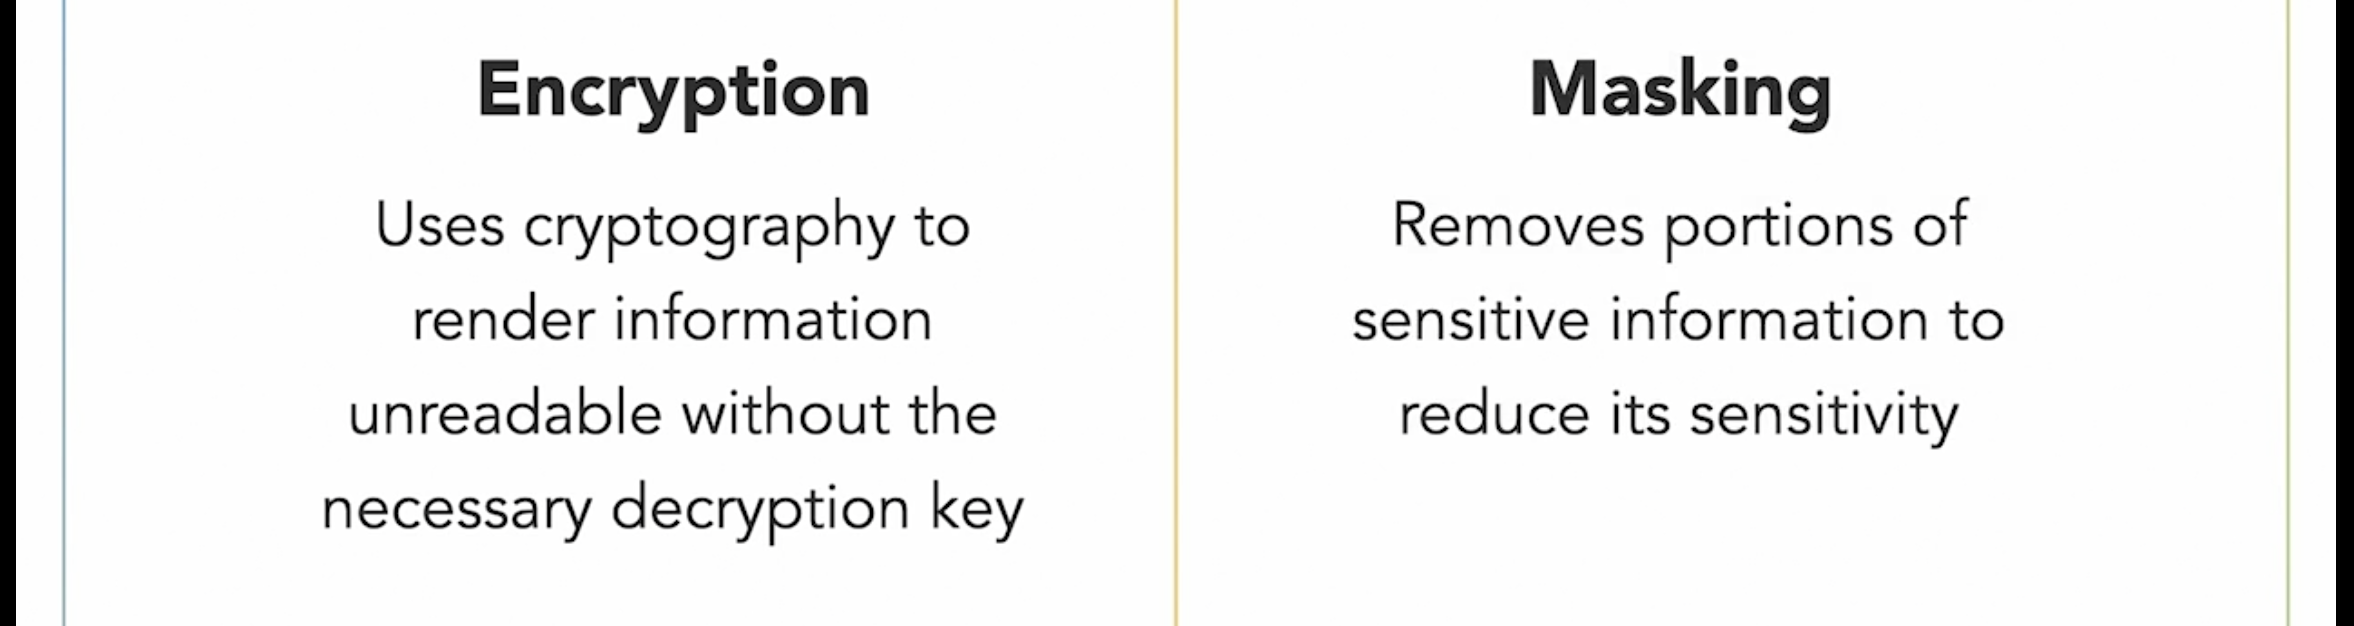 Encryption
Uses cryptography to
render information
unreadable without the
necessary decryption key
Masking
Removes portions of
sensitive information to
reduce its sensitivity